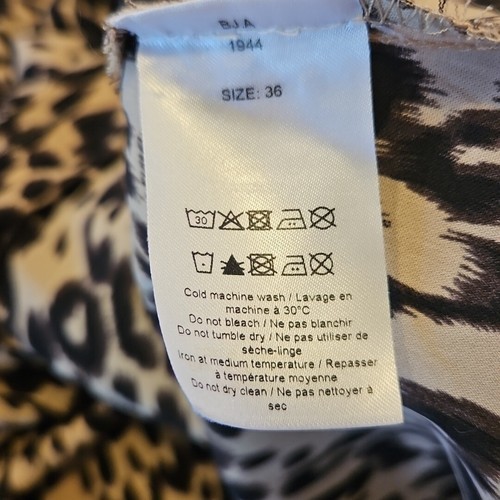 BJA
1944
SIZE: 36
30
Cold machine wash / Lavage en
machine à 30°C
Do not bleach / Ne pas blanchir
Do not tumble dry / Ne pas utiliser de
sèche-linge
Iron at medium temperature / Repasser
à température moyenne
Do not dry clean / Ne pas nettoyer à
sec